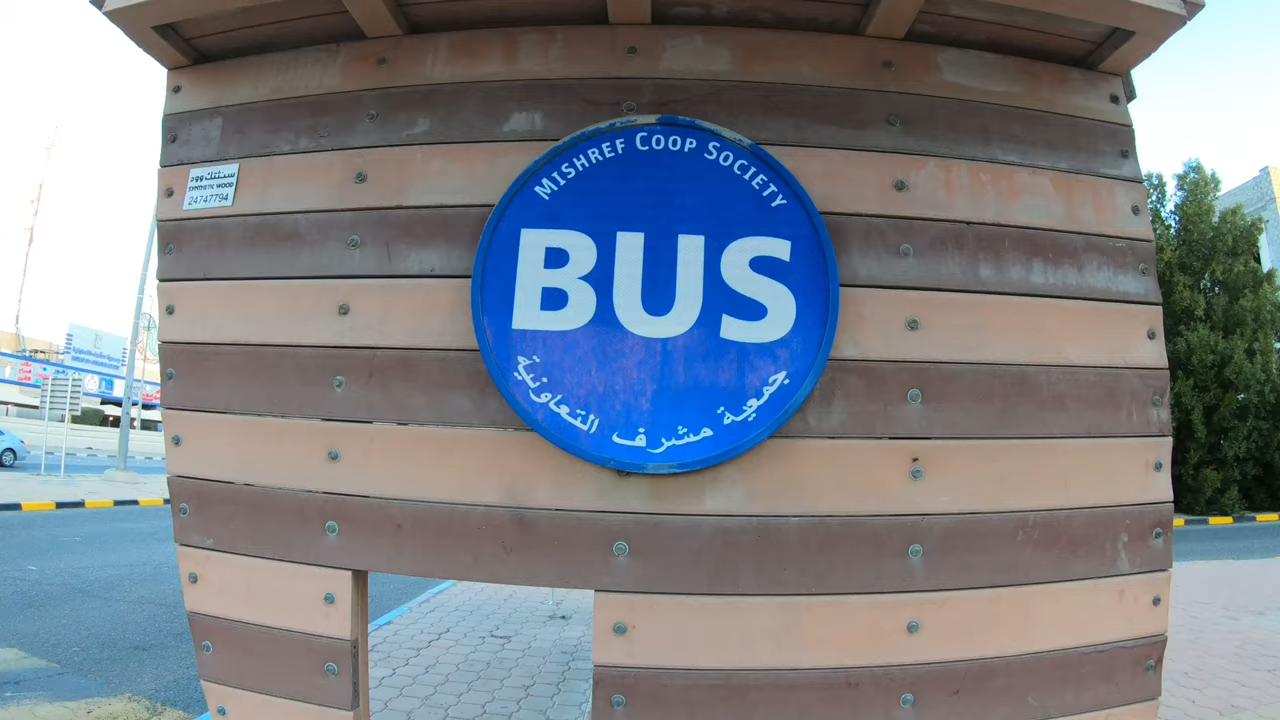 MISHREF COOP SOCIETY
BUS
جمعية مشرف التعاونية
سنثتك وود
SYNTHETIC WOOD
24747794